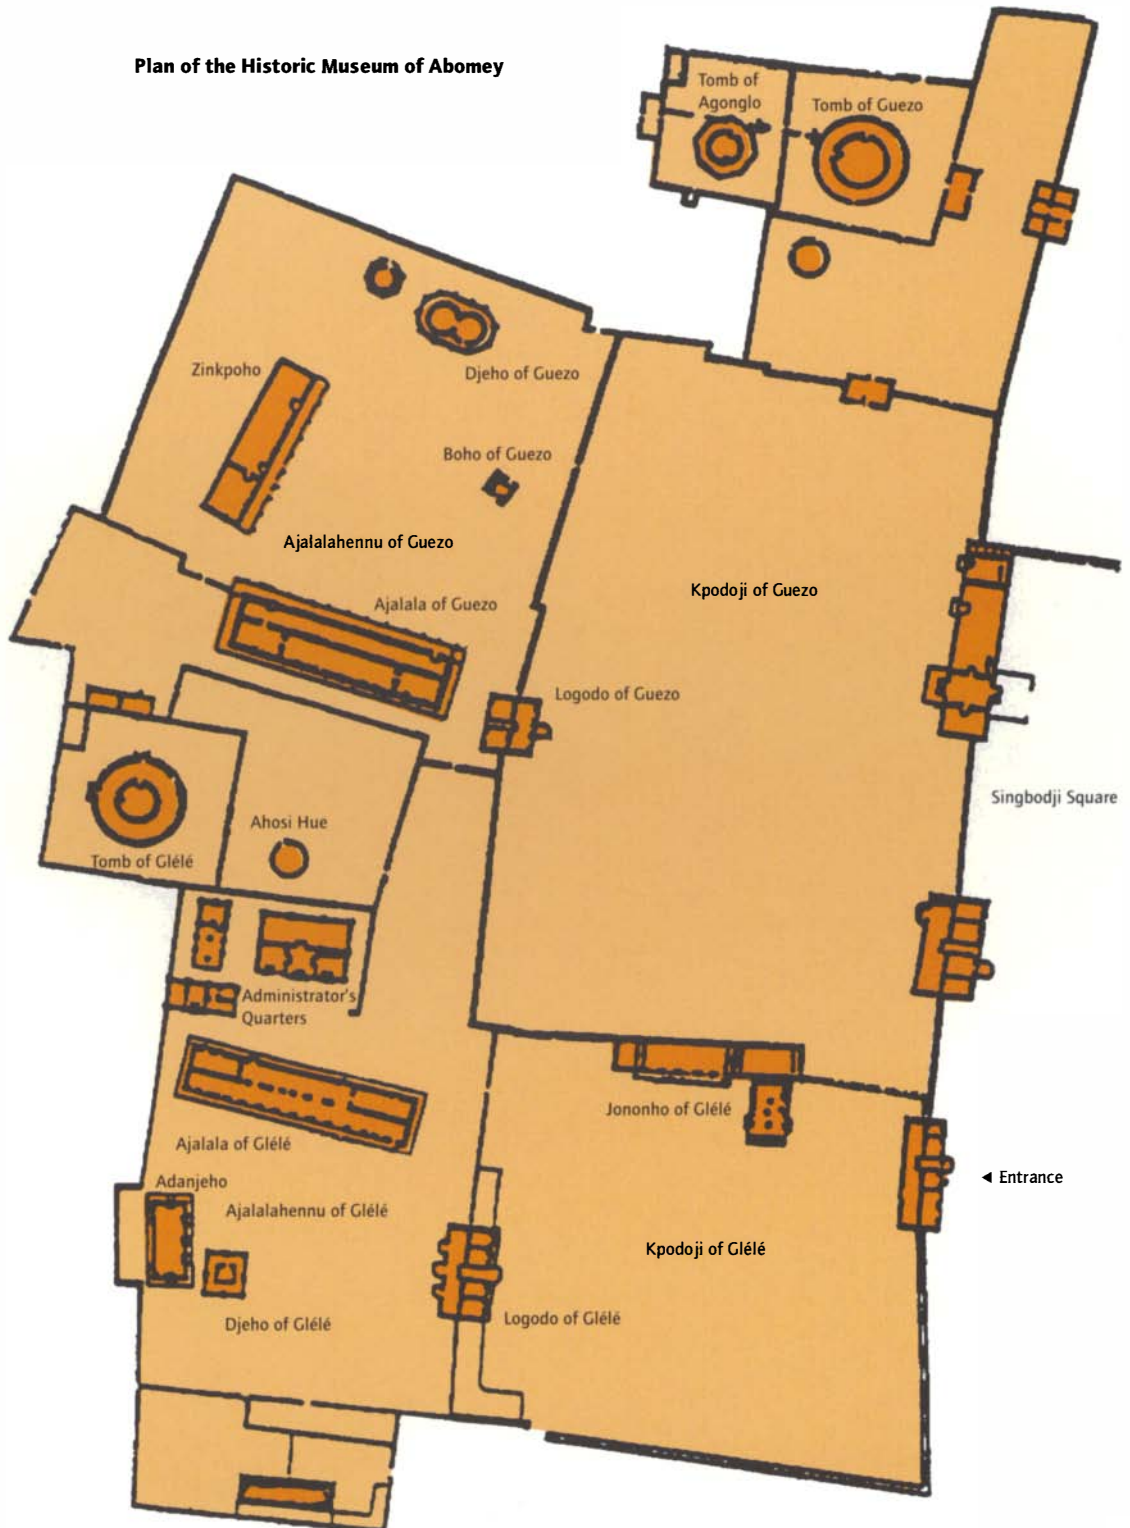 Plan of the Historic Museum of Abomey
Tomb of
Agonglo
Tomb of Guezo
Zinkpoho
Djeho of Guezo
Boho of Guezo
Ajalalahennu of Guezo
Kpodoji of Guezo
Ajalala of Guezo
Logodo of Guezo
Singbodji Square
Ahosi Hue
Tomb of Glélé
Administrator's
Quarters
Jononho of Glélé
Ajalala of Glélé
Adanjeho
◄ Entrance
Ajalalahennu of Glélé
Kpodoji of Glélé
Djeho of Glélé
Logodo of Glélé